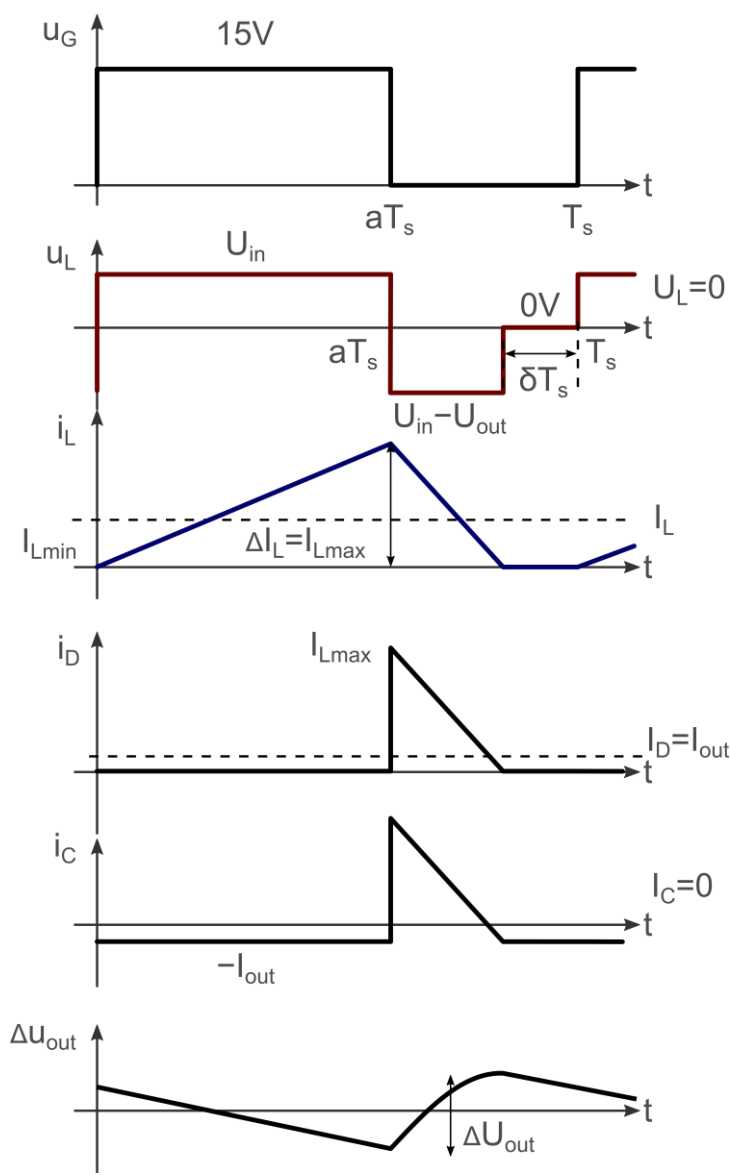 u_G 15V
t
aT_s T_s
u_L U_in
U_L=0
0V
t
aT_s T_s
δT_s
U_in−U_out
i_L
I_L
I_Lmin ΔI_L=I_Lmax
t
i_D I_Lmax
I_D=I_out
t
i_C
I_C=0
t
−I_out
Δu_out
t
ΔU_out